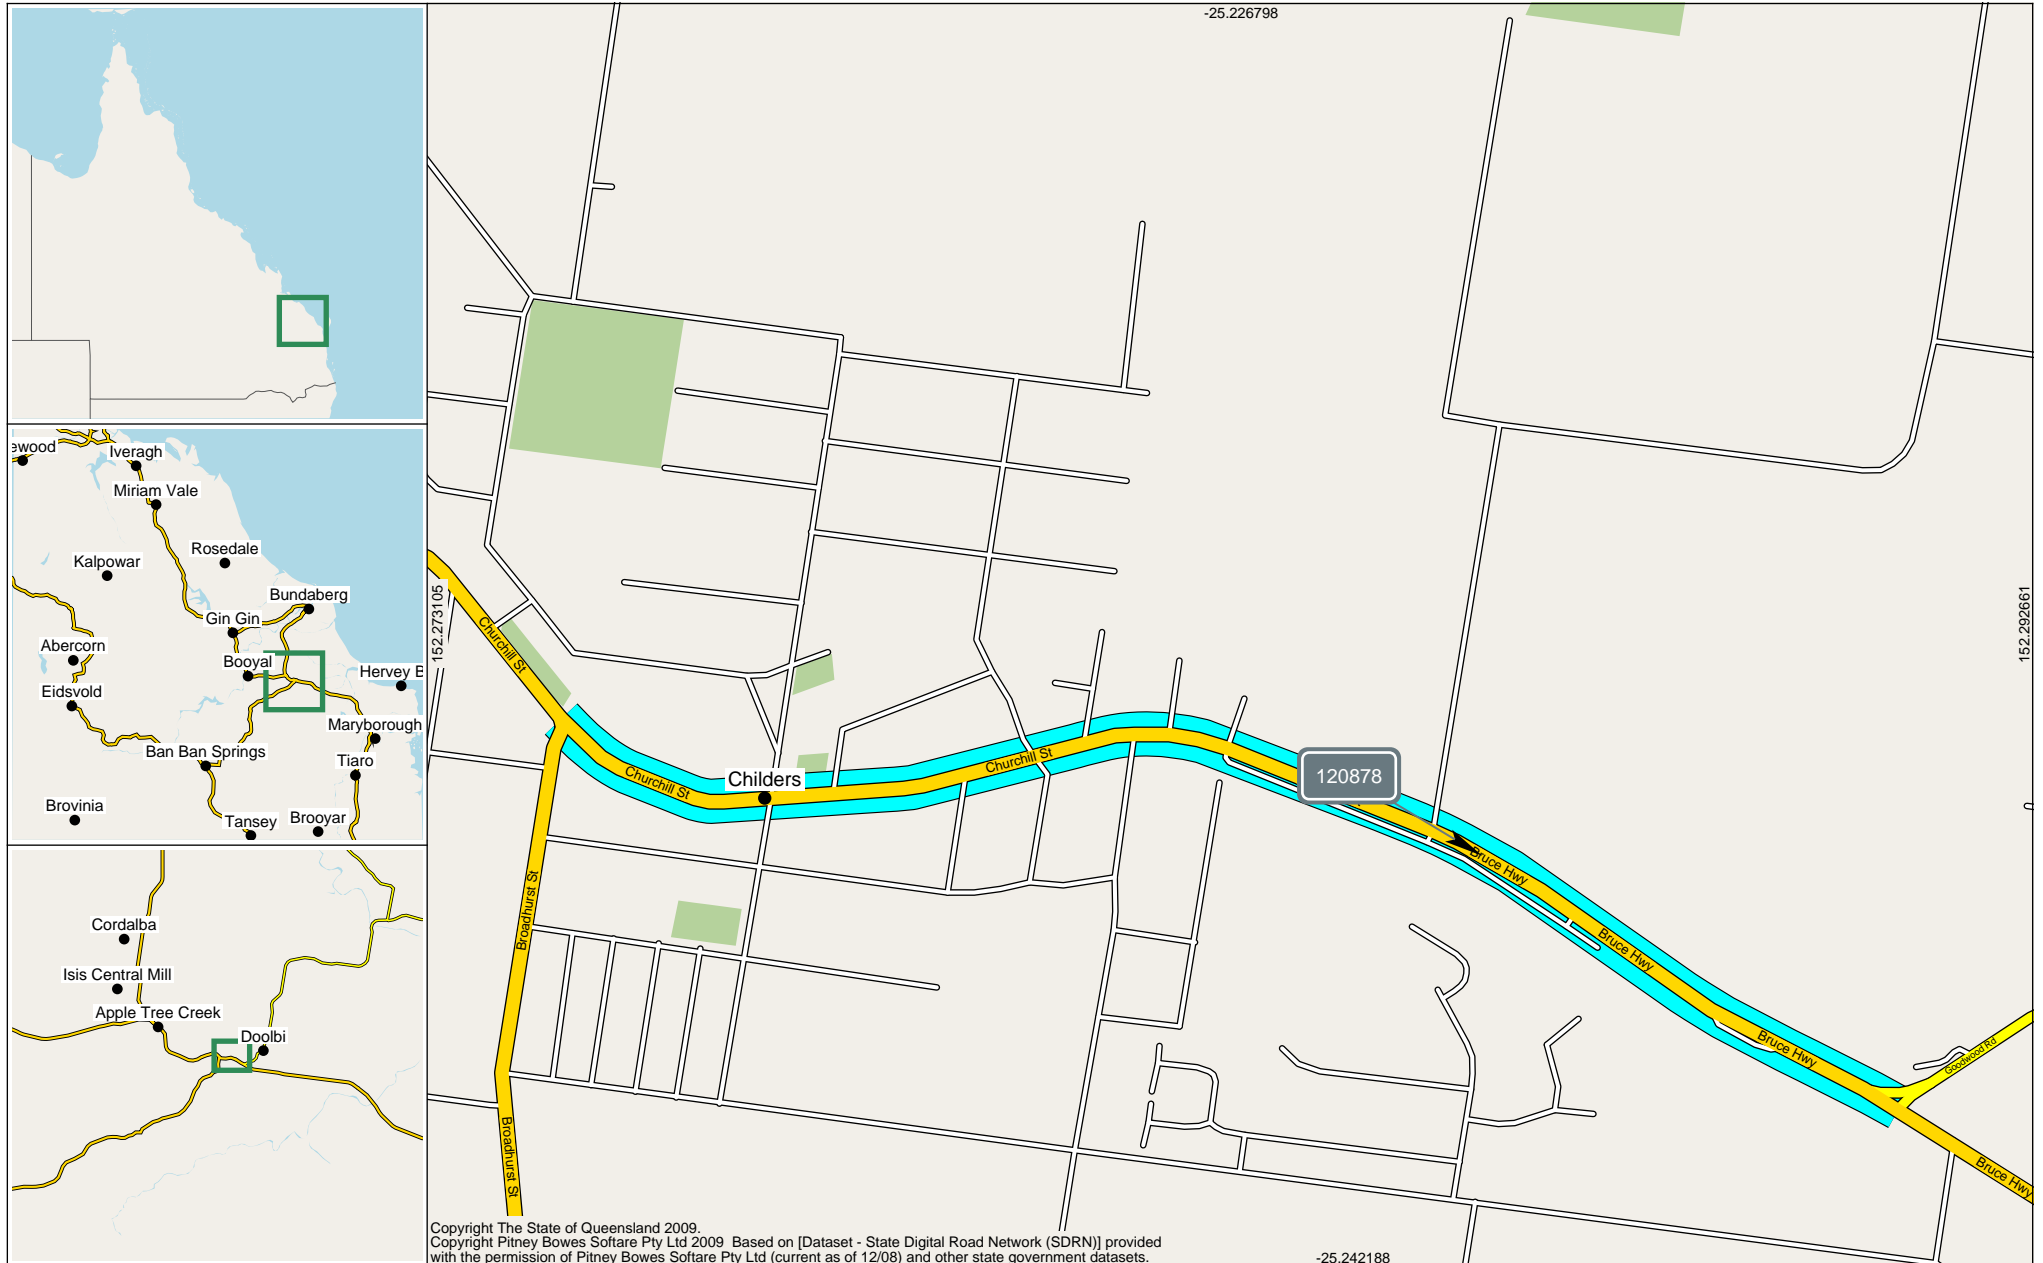 -25.226798
ewood
Iveragh
Miriam Vale
Rosedale
Kalpowar
Bundaberg
Gin Gin
Abercorn
Booyal
Hervey B
Eidsvold
Maryborough
Ban Ban Springs
Tiaro
Brovinia
Tansey
Brooyar
Cordalba
Isis Central Mill
Apple Tree Creek
Doolbi
152.273105
152.292661
Churchill St
Churchill St
Childers
Churchill St
120878
Bruce Hwy
Broadhurst St
Bruce Hwy
Bruce Hwy
Goodwood Rd
Broadhurst St
Bruce Hwy
Copyright The State of Queensland 2009.
Copyright Pitney Bowes Softare Pty Ltd 2009 Based on [Dataset - State Digital Road Network (SDRN)] provided
with the permission of Pitney Bowes Softare Pty Ltd (current as of 12/08) and other state government datasets.
-25.242188